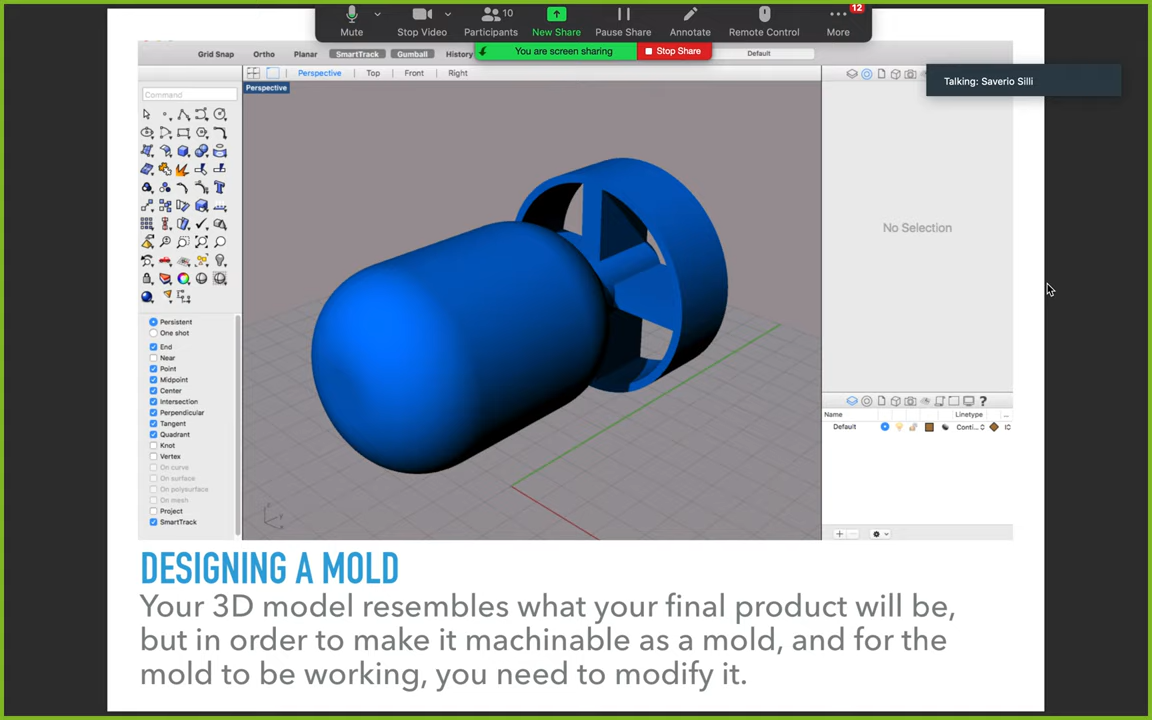 12
10
Mute
Stop Video
Participants
New Share
Pause Share
Annotate
Remote Control
More
Grid Snap
Ortho
Planar
SmartTrack
Gumball
History
You are screen sharing
Stop Share
Default
Perspective
Top
Front
Right
Talking: Saverio Silli
Perspective
Command
No Selection
Persistent
One shot
End
Near
Point
Midpoint
Center
Intersection
Perpendicular
Tangent
Quadrant
Knot
Vertex
On curve
On surface
On polysurface
On mesh
Project
SmartTrack
Name
Linetype
...
Default
Conti...
DESIGNING A MOLD
Your 3D model resembles what your final product will be,
but in order to make it machinable as a mold, and for the
mold to be working, you need to modify it.